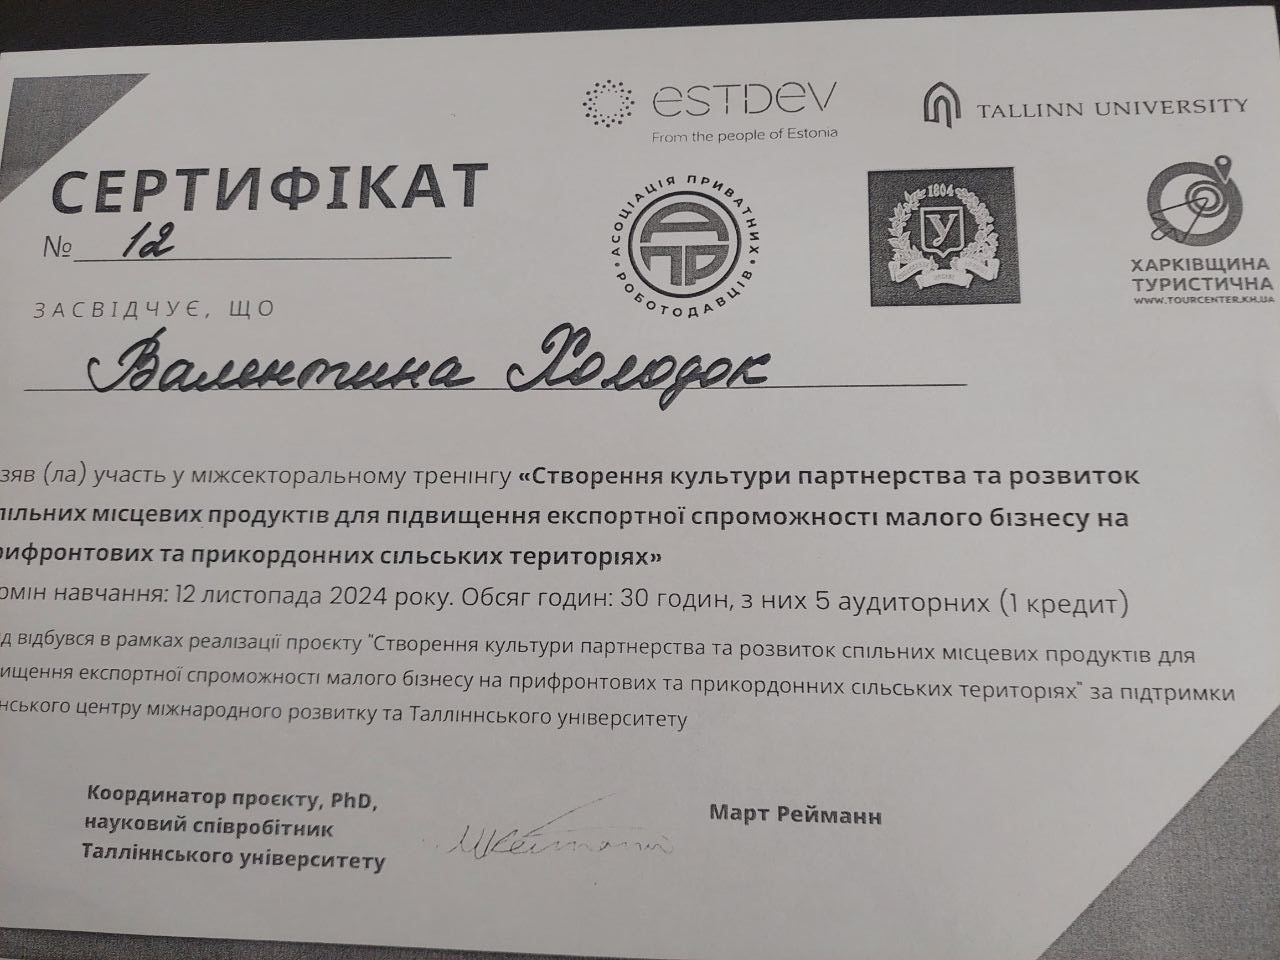 estdev
From the people of Estonia
TALLINN UNIVERSITY
СЕРТИФІКАТ
№ 12
АСОЦІАЦІЯ ПРИВАТНИХ РОБОТОДАВЦІВ
АПР
1804
У
ХАРКІВЩИНА
ТУРИСТИЧНА
WWW.TOURCENTER.KH.UA
ЗАСВІДЧУЄ, ЩО
Валентина Холодок
зяв (ла) участь у міжсекторальному тренінгу «Створення культури партнерства та розвиток
пільних місцевих продуктів для підвищення експортної спроможності малого бізнесу на
рифронтових та прикордонних сільських територіях»
рмін навчання: 12 листопада 2024 року. Обсяг годин: 30 годин, з них 5 аудиторних (1 кредит)
д відбувся в рамках реалізації проєкту "Створення культури партнерства та розвиток спільних місцевих продуктів для
ищення експортної спроможності малого бізнесу на прифронтових та прикордонних сільських територіях" за підтримки
нського центру міжнародного розвитку та Таллінського університету
Координатор проєкту, PhD,
науковий співробітник
Таллінського університету
Март Рейманн